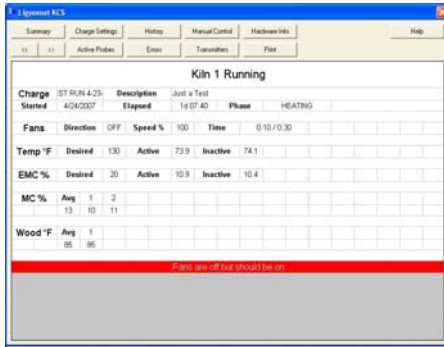 Lignomat KCS
Summary Charge Settings History Manual Control Hardware Info Help
<< >> Active Probes Errors Transmitters Print
Kiln 1 Running
Charge ST RUN 4-23- Description Just a Test
Started 4/24/2007 Elapsed 1d 07:40 Phase HEATING
Fans Direction OFF Speed % 100 Time 0:10 / 0:30
Temp °F Desired 130 Active 73.9 Inactive 74.1
EMC % Desired 20 Active 10.9 Inactive 10.4
MC % Avg 1 2
13 10 11
Wood °F Avg 1
85 85
Fans are off but should be on